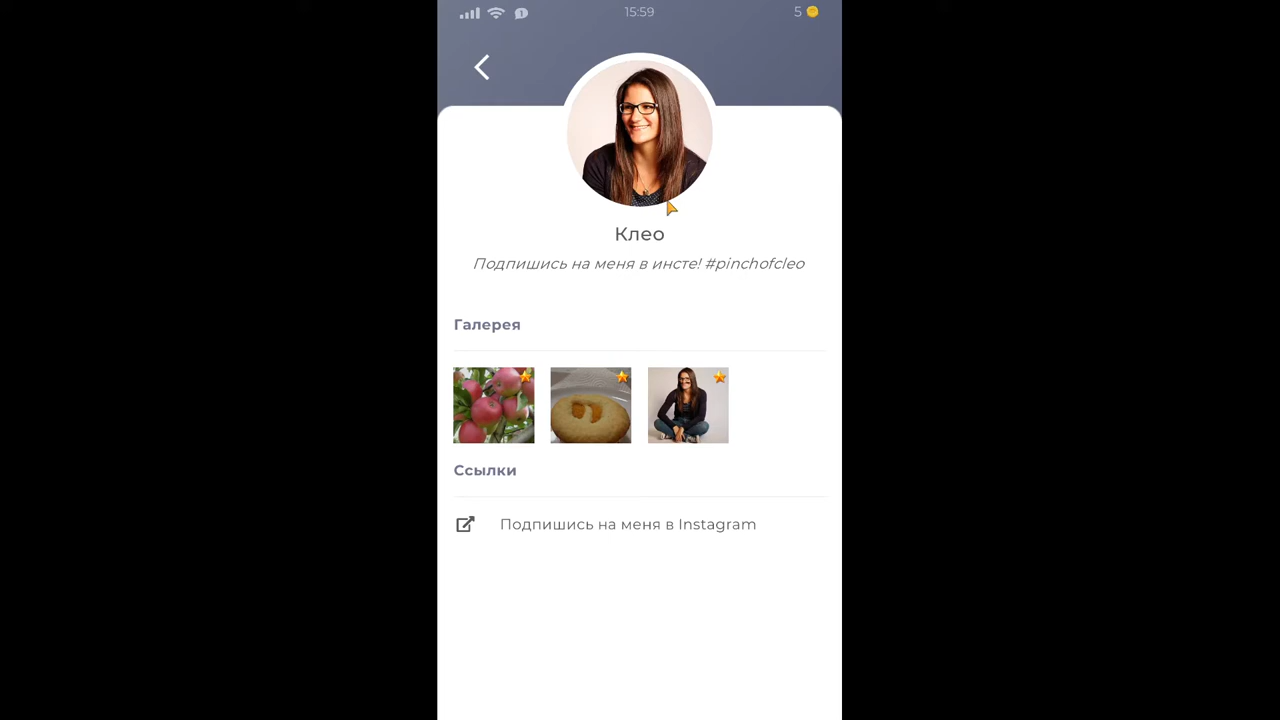 15:59
5
Клео
Подпишись на меня в инсте! #pinchofcleo
Галерея
Ссылки
Подпишись на меня в Instagram